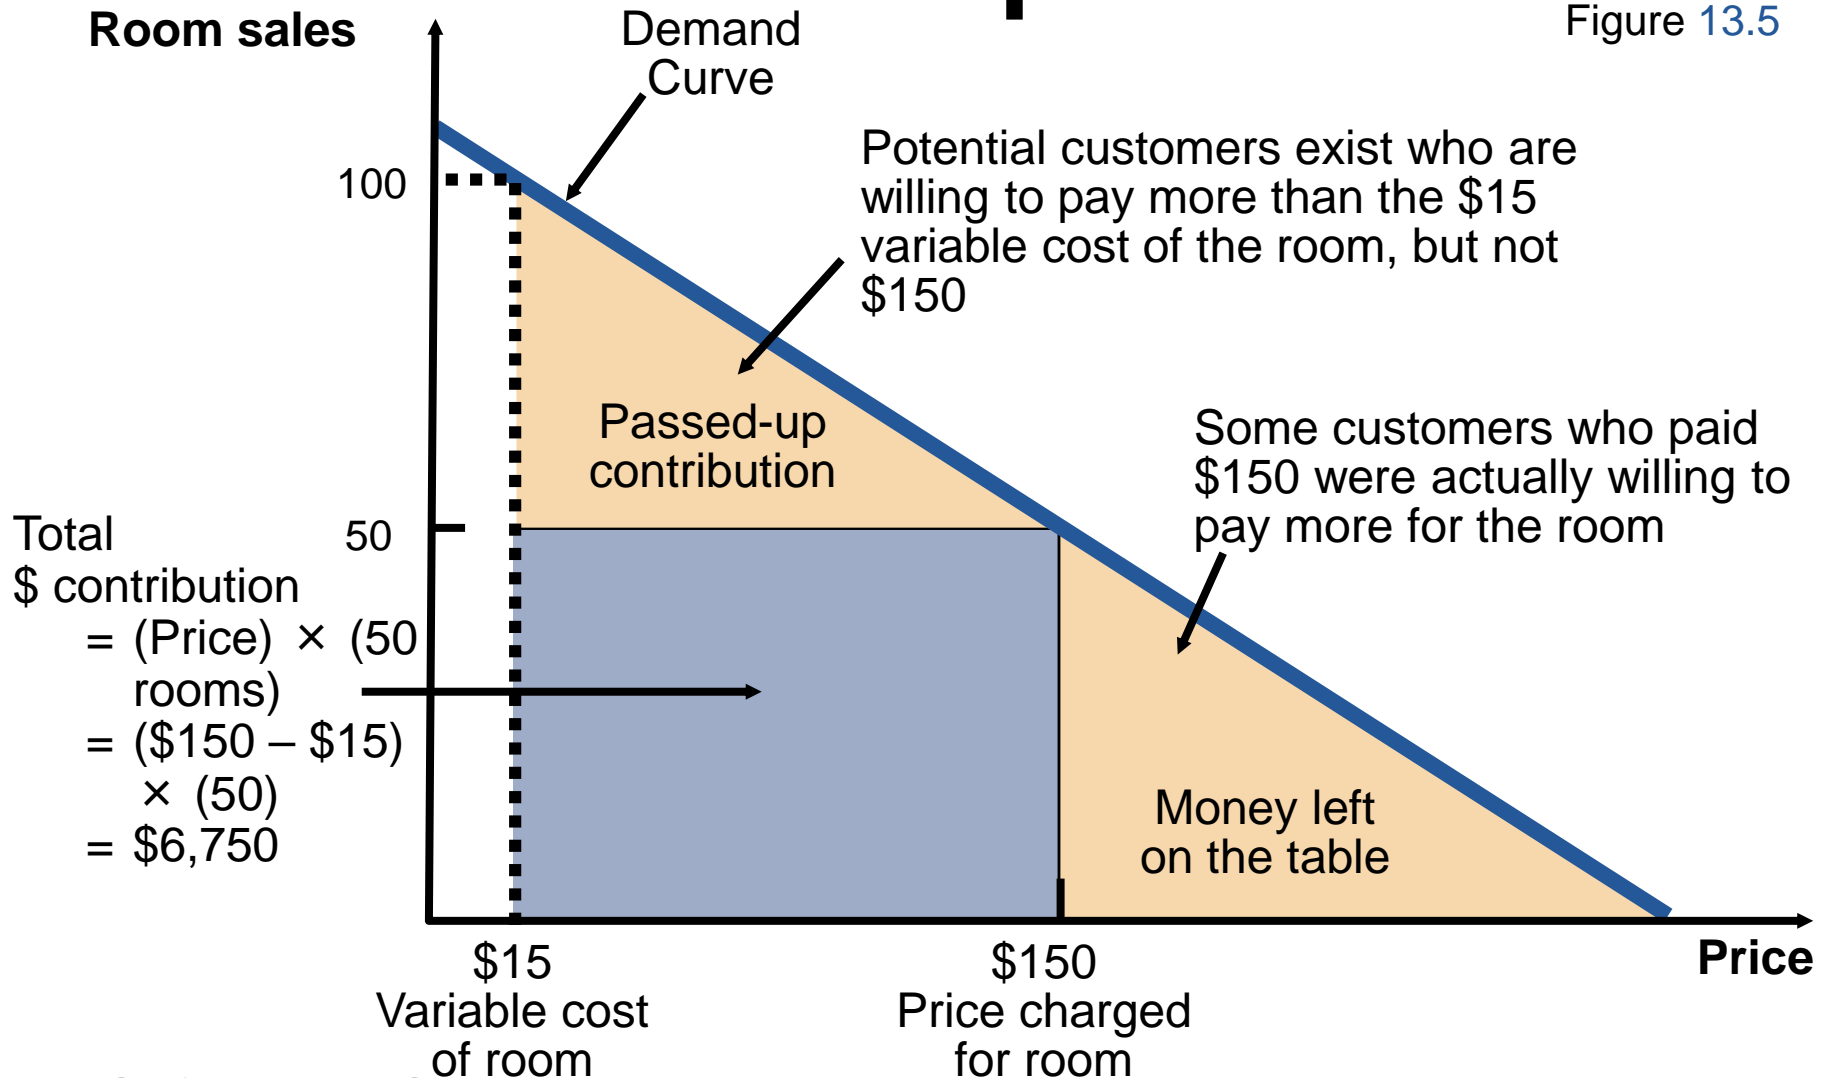 Room sales
Demand
Curve
Figure 13.5
Potential customers exist who are
willing to pay more than the $15
variable cost of the room, but not
$150
100
Passed-up
contribution
Some customers who paid
$150 were actually willing to
pay more for the room
50
Total
$ contribution
= (Price) × (50
rooms)
= ($150 – $15)
× (50)
= $6,750
Money left
on the table
$15
Variable cost
of room
$150
Price charged
for room
Price